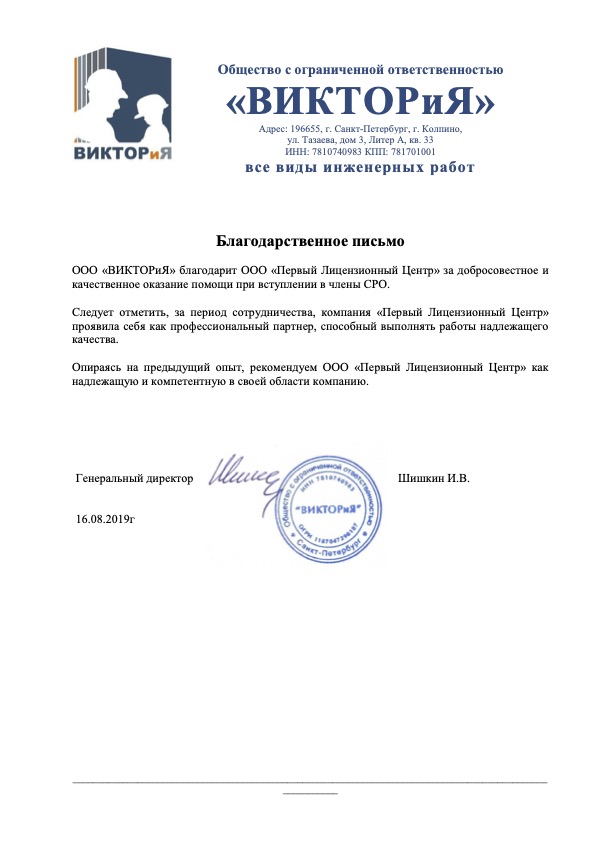 ВИКТОРиЯ
Общество с ограниченной ответственностью
«ВИКТОРиЯ»
Адрес: 196655, г. Санкт-Петербург, г. Колпино,
ул. Тазаева, дом 3, Литер А, кв. 33
ИНН: 7810740983 КПП: 781701001
все виды инженерных работ
Благодарственное письмо
ООО «ВИКТОРиЯ» благодарит ООО «Первый Лицензионный Центр» за добросовестное и
качественное оказание помощи при вступлении в члены СРО.
Следует отметить, за период сотрудничества, компания «Первый Лицензионный Центр»
проявила себя как профессиональный партнер, способный выполнять работы надлежащего
качества.
Опираясь на предыдущий опыт, рекомендуем ООО «Первый Лицензионный Центр» как
надлежащую и компетентную в своей области компанию.
Генеральный директор
Шишкин И.В.
Общество с ограниченной ответственностью
ИНН 7810740983
"ВИКТОРиЯ"
ОГРН
Санкт-Петербург
16.08.2019г